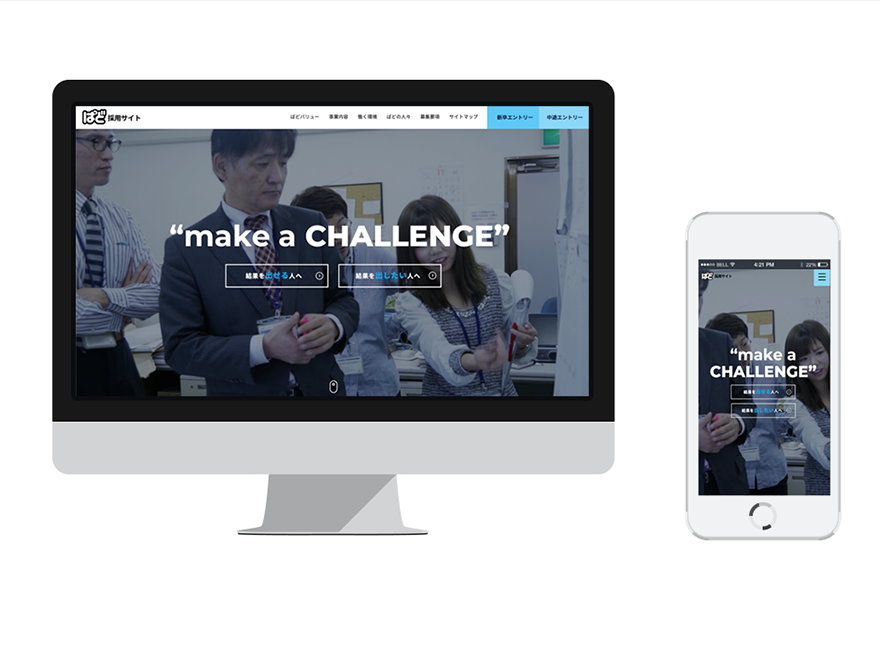 ぱど 採用サイト
ぱどバリュー 事業内容 働く環境 ぱどの人々 募集要項 サイトマップ 新卒エントリー 中途エントリー
“make a CHALLENGE”
結果を出せる人へ
結果を出したい人へ
BELL 4:21 PM 22%
ぱど 採用サイト
“make a
CHALLENGE”
結果を出せる人へ
結果を出したい人へ